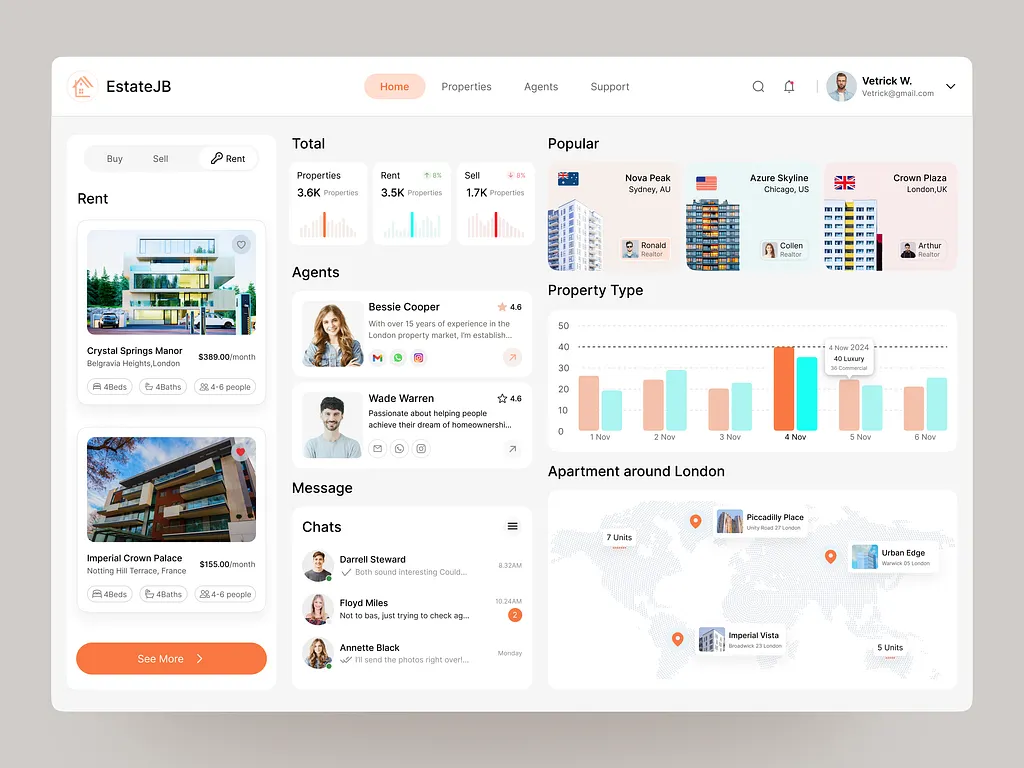 EstateJB
Home
Properties
Agents
Support
Vetrick W.
Vetrick@gmail.com
Buy
Sell
Rent
Rent
Crystal Springs Manor
Belgravia Heights,London
$389.00/month
4Beds
4Baths
4-6 people
Imperial Crown Palace
Notting Hill Terrace, France
$155.00/month
4Beds
4Baths
4-6 people
See More
Total
Properties
3.6K Properties
Rent
8%
3.5K Properties
Sell
8%
1.7K Properties
Agents
Bessie Cooper
4.6
With over 15 years of experience in the
London property market, I'm establish...
Wade Warren
4.6
Passionate about helping people
achieve their dream of homeownershi...
Message
Chats
Darrell Steward
Both sound interesting Could...
8.32AM
Floyd Miles
Not to bas, just trying to check ag...
10.24AM
2
Annette Black
I'll send the photos right over!...
Monday
Popular
Nova Peak
Sydney, AU
Ronald
Realtor
Azure Skyline
Chicago, US
Collen
Realtor
Crown Plaza
London,UK
Arthur
Realtor
Property Type
50
40
30
20
10
0
4 Now 2024
40 Luxury
36 Commercial
1 Nov
2 Nov
3 Nov
4 Nov
5 Nov
6 Nov
Apartment around London
7 Units
Piccadilly Place
Unity Road 27 London
Urban Edge
Warwick 05 London
Imperial Vista
Broadwick 23 London
5 Units